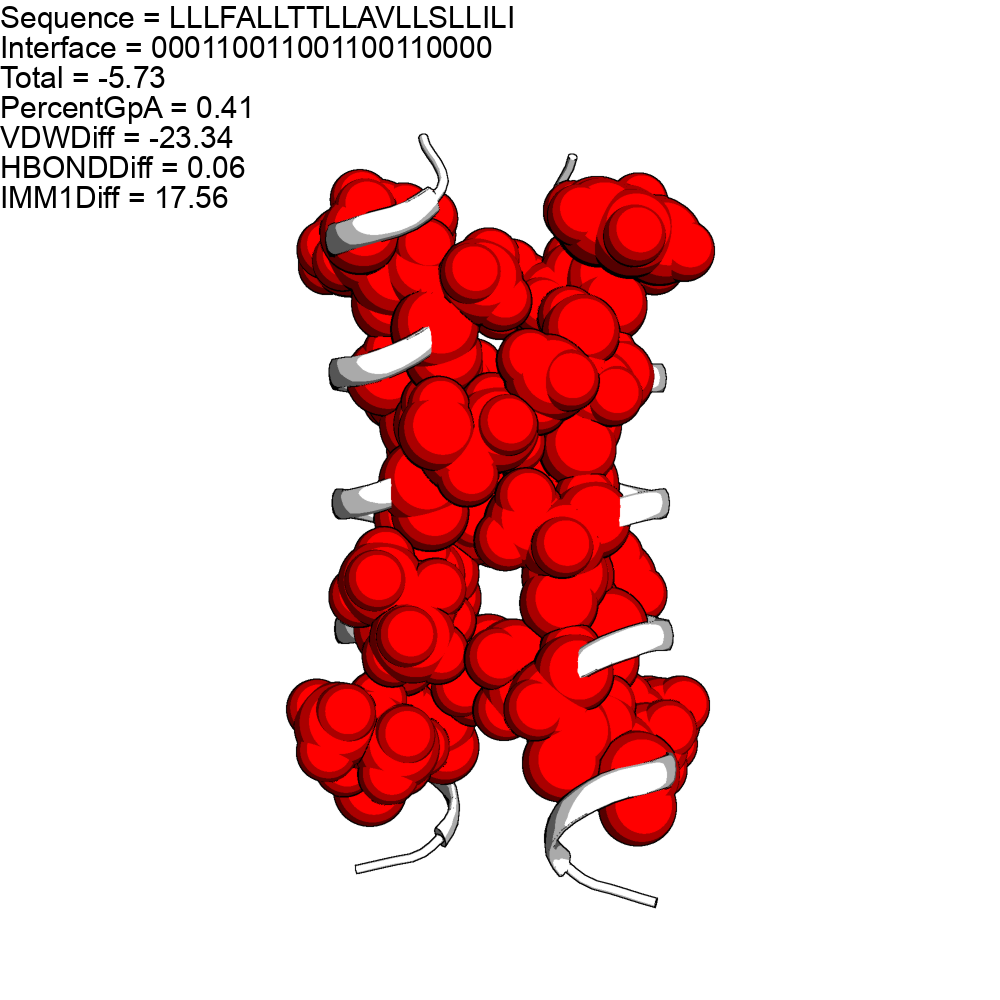 Sequence = LLLFALLTTLLAVLLSLLILI
Interface = 000110011001100110000
Total = -5.73
PercentGpA = 0.41
VDWDiff = -23.34
HBONDDiff = 0.06
IMM1Diff = 17.56